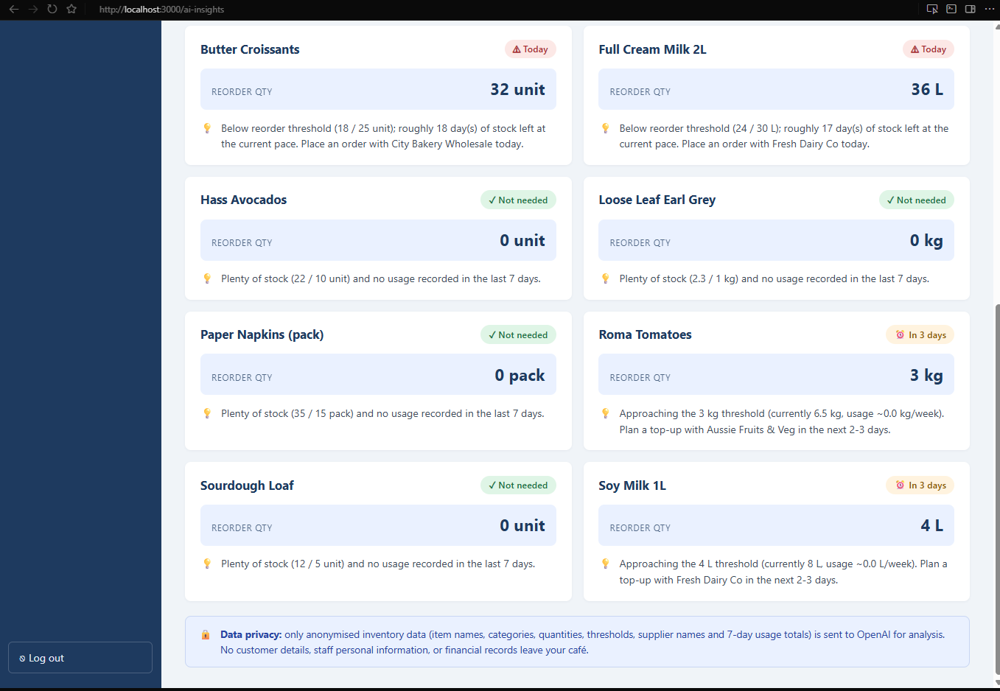 http://localhost:3000/ai-insights
Butter Croissants
Today
REORDER QTY
32 unit
Below reorder threshold (18 / 25 unit); roughly 18 day(s) of stock left at
the current pace. Place an order with City Bakery Wholesale today.
Full Cream Milk 2L
Today
REORDER QTY
36 L
Below reorder threshold (24 / 30 L); roughly 17 day(s) of stock left at the
current pace. Place an order with Fresh Dairy Co today.
Hass Avocados
✓ Not needed
REORDER QTY
0 unit
Plenty of stock (22 / 10 unit) and no usage recorded in the last 7 days.
Loose Leaf Earl Grey
✓ Not needed
REORDER QTY
0 kg
Plenty of stock (2.3 / 1 kg) and no usage recorded in the last 7 days.
Paper Napkins (pack)
✓ Not needed
REORDER QTY
0 pack
Plenty of stock (35 / 15 pack) and no usage recorded in the last 7 days.
Roma Tomatoes
In 3 days
REORDER QTY
3 kg
Approaching the 3 kg threshold (currently 6.5 kg, usage ~0.0 kg/week).
Plan a top-up with Aussie Fruits & Veg in the next 2-3 days.
Sourdough Loaf
✓ Not needed
REORDER QTY
0 unit
Plenty of stock (12 / 5 unit) and no usage recorded in the last 7 days.
Soy Milk 1L
In 3 days
REORDER QTY
4 L
Approaching the 4 L threshold (currently 8 L, usage ~0.0 L/week). Plan a
top-up with Fresh Dairy Co in the next 2-3 days.
Data privacy: only anonymised inventory data (item names, categories, quantities, thresholds, supplier names and 7-day usage totals) is sent to OpenAI for analysis.
No customer details, staff personal information, or financial records leave your café.
Log out